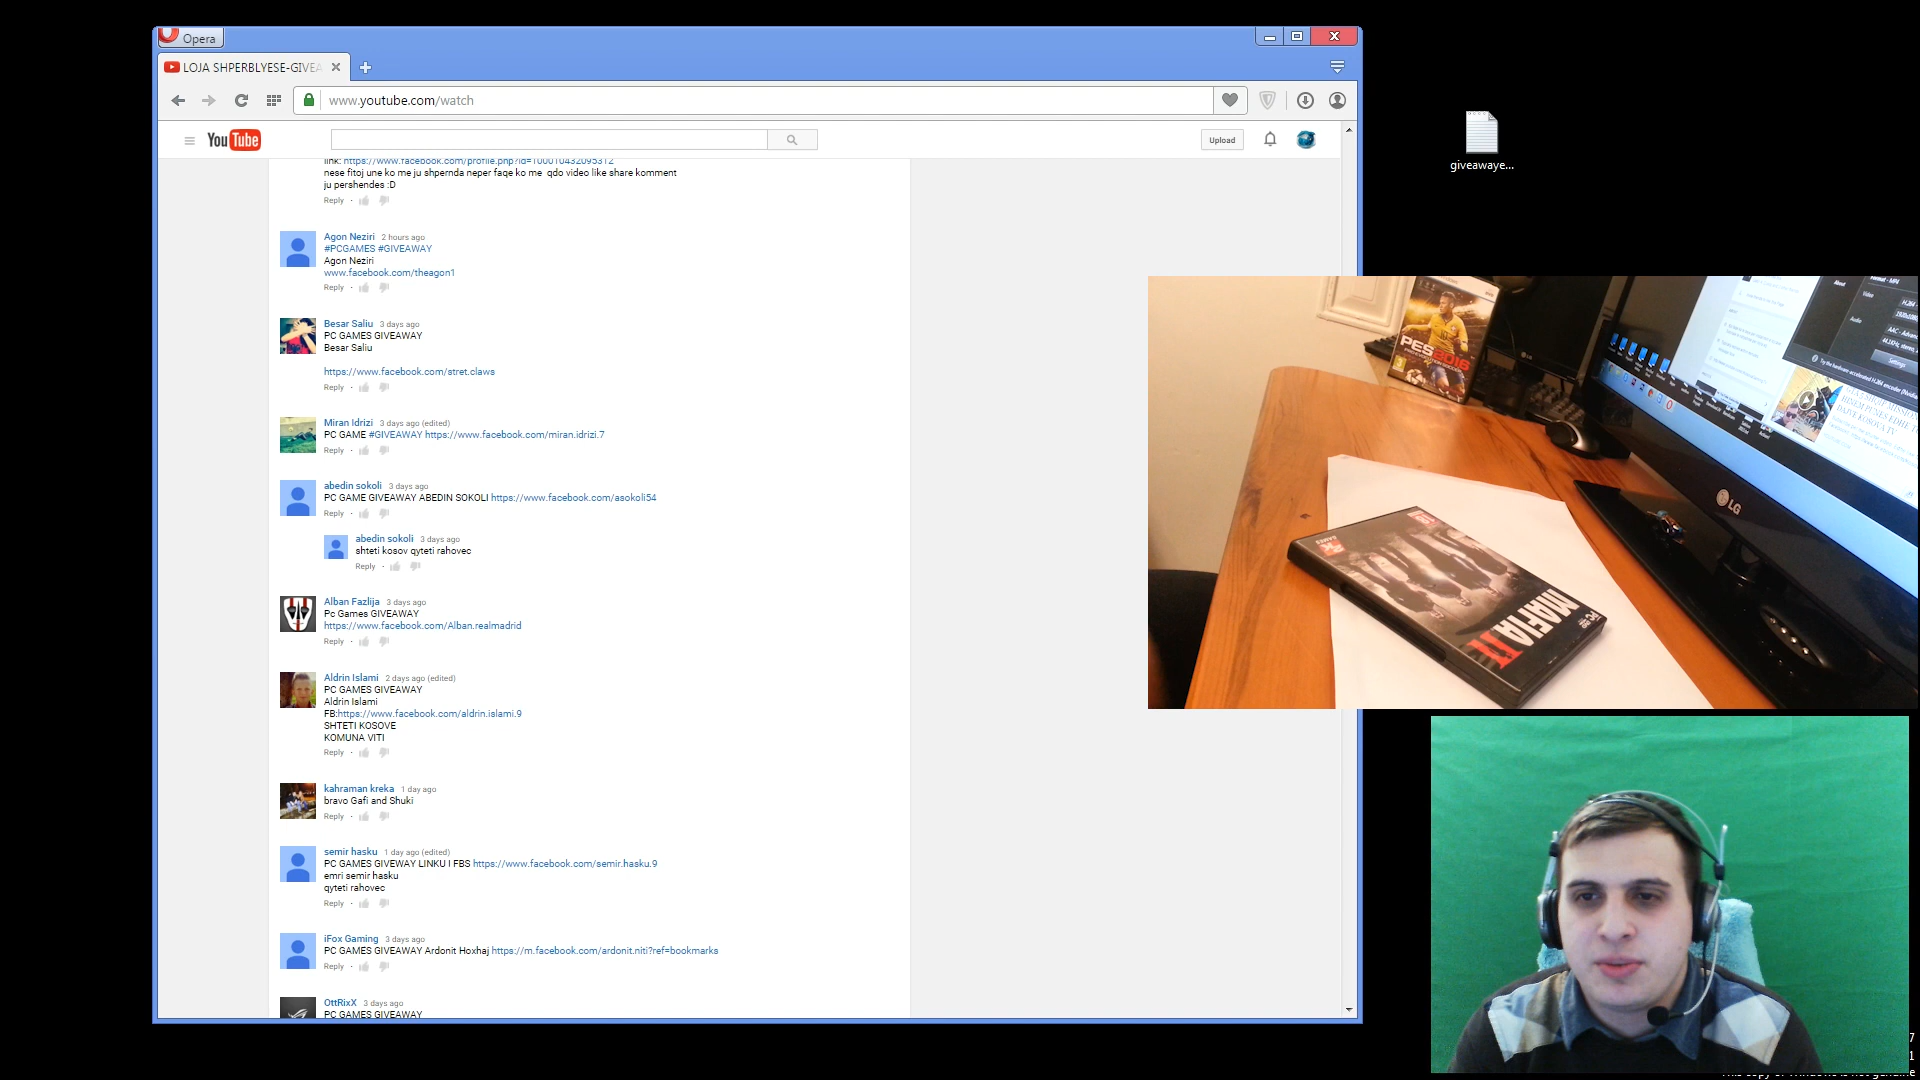 Opera
LOJA SHPERBLYESE-GIVEA
www.youtube.com/watch
YouTube
Upload
link: https://www.facebook.com/profile.php?id=100010432095312
nese fitoj une ko me ju shpernda neper faqe ko me qdo video like share komment
ju pershendes :D
Reply
Agon Neziri 2 hours ago
#PCGAMES #GIVEAWAY
Agon Neziri
www.facebook.com/theagon1
Reply
Besar Saliu 3 days ago
PC GAMES GIVEAWAY
Besar Saliu
https://www.facebook.com/stret.claws
Reply
Miran Idrizi 3 days ago (edited)
PC GAME #GIVEAWAY https://www.facebook.com/miran.idrizi.7
Reply
abedin sokoli 3 days ago
PC GAME GIVEAWAY ABEDIN SOKOLI https://www.facebook.com/asokoli54
Reply
abedin sokoli 3 days ago
shteti kosov qyteti rahovec
Reply
Alban Fazlija 3 days ago
Pc Games GIVEAWAY
https://www.facebook.com/Alban.realmadrid
Reply
Aldrin Islami 2 days ago (edited)
PC GAMES GIVEAWAY
Aldrin Islami
FB:https://www.facebook.com/aldrin.islami.9
SHTETI KOSOVE
KOMUNA VITI
Reply
kahraman kreka 1 day ago
bravo Gafi and Shuki
Reply
semir hasku 1 day ago (edited)
PC GAMES GIVEWAY LINKU I FBS https://www.facebook.com/semir.hasku.9
emri semir hasku
qyteti rahovec
Reply
iFox Gaming 3 days ago
PC GAMES GIVEAWAY Ardonit Hoxhaj https://m.facebook.com/ardonit.niti?ref=bookmarks
Reply
OttRixX 3 days ago
PC GAMES GIVEAWAY
giveawaye...
PES2016
LG
MAFIA II